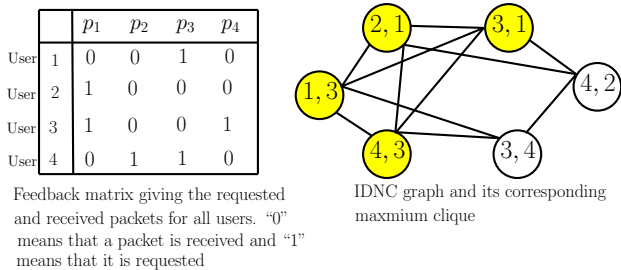 p1 p2 p3 p4
User 1 0 0 1 0
User 2 1 0 0 0
User 3 1 0 0 1
User 4 0 1 1 0
Feedback matrix giving the requested
and received packets for all users. “0”
means that a packet is received and “1”
means that it is requested
2, 1
3, 1
1, 3
4, 2
4, 3
3, 4
IDNC graph and its corresponding
maxmium clique